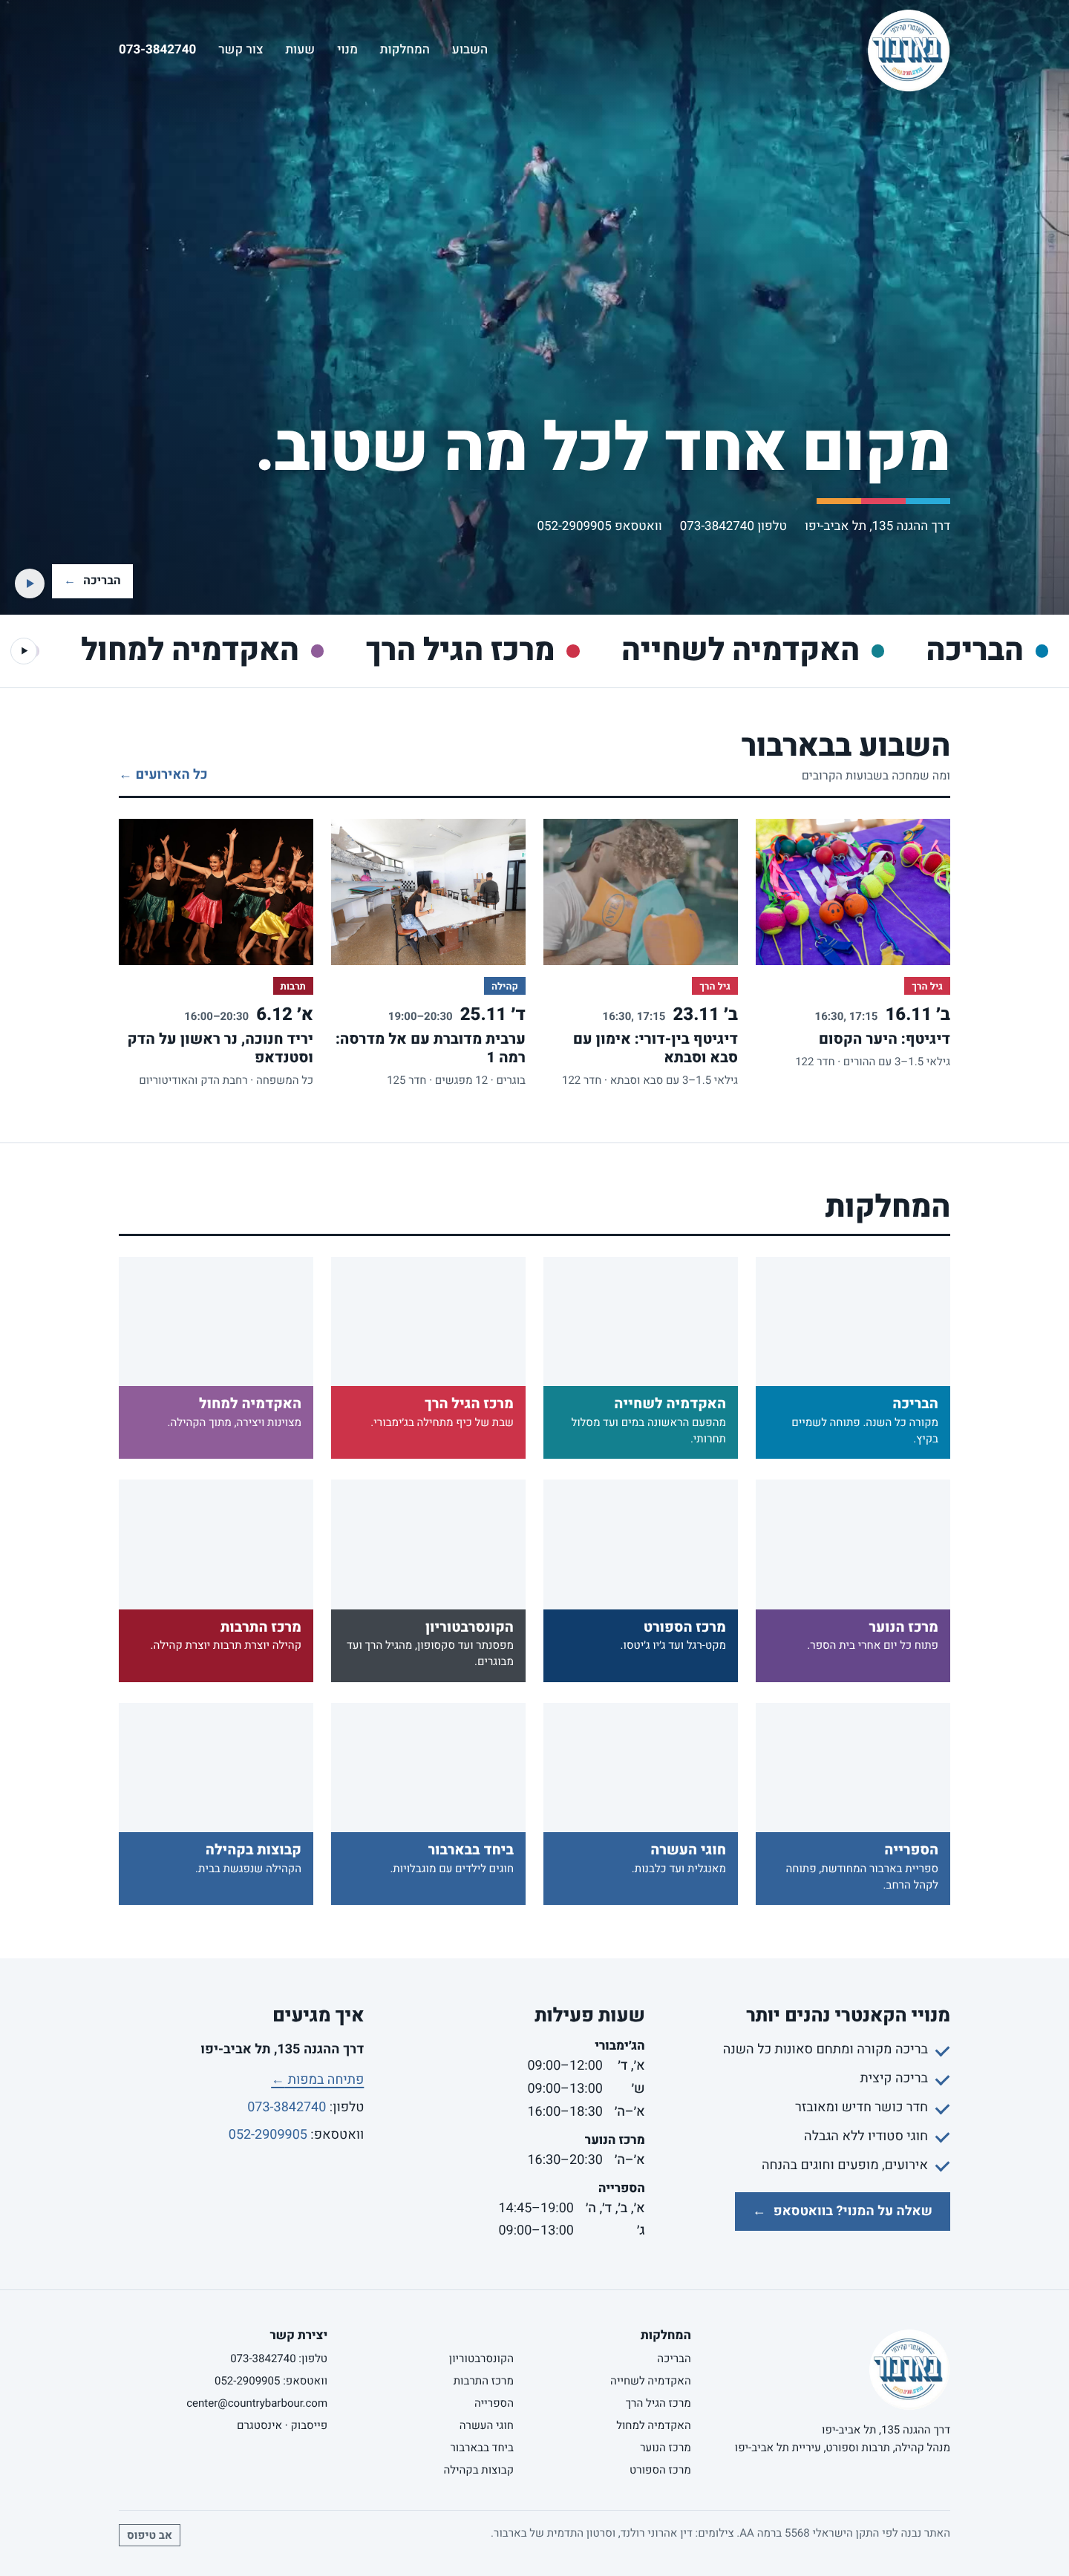 קאנטרי קהילתי
בארבור
השבוע
המחלקות
מנוי
שעות
צור קשר
073-3842740
מקום אחד לכל מה שטוב.
דרך ההגנה 135, תל אביב-יפו
טלפון 073-3842740
וואטסאפ 052-2909905
הבריכה ←
הבריכה
האקדמיה לשחייה
מרכז הגיל הרך
האקדמיה למחול
השבוע בבארבור
ומה שמחכה בשבועות הקרובים
כל האירועים ←
גיל הרך
ב׳ 16.11 16:30, 17:15
דיגיטף: היער הקסום
גילאי 1.5–3 עם ההורים · חדר 122
גיל הרך
ב׳ 23.11 16:30, 17:15
דיגיטף בין-דורי: אימון עם
סבא וסבתא
גילאי 1.5–3 עם סבא וסבתא · חדר 122
קהילה
ד׳ 25.11 19:00–20:30
ערבית מדוברת עם אל מדרסה:
רמה 1
בוגרים · 12 מפגשים · חדר 125
תרבות
א׳ 6.12 16:00–20:30
יריד חנוכה, נר ראשון על הדק
וסטנדאפ
כל המשפחה · רחבת הדק והאודיטוריום
המחלקות
הבריכה
מקורה כל השנה. פתוחה לשמיים
בקיץ.
האקדמיה לשחייה
מהפעם הראשונה במים ועד מסלול
תחרותי.
מרכז הגיל הרך
שבת של כיף מתחילה בג׳ימבורי.
האקדמיה למחול
מצוינות ויצירה, מתוך הקהילה.
מרכז הנוער
פתוח כל יום אחרי בית הספר.
מרכז הספורט
מקט-רגל ועד ג׳יו ג׳יטסו.
הקונסרבטוריון
מפסנתר ועד סקסופון, מהגיל הרך ועד
מבוגרים.
מרכז התרבות
קהילה יוצרת תרבות יוצרת קהילה.
הספרייה
ספריית בארבור המחודשת, פתוחה
לקהל הרחב.
חוגי העשרה
מאנגלית ועד כלבנות.
ביחד בבארבור
חוגים לילדים עם מוגבלויות.
קבוצות בקהילה
הקהילה שנפגשת בבית.
מנויי הקאנטרי נהנים יותר
בריכה מקורה ומתחם סאונות כל השנה
בריכה קיצית
חדר כושר חדיש ומאובזר
חוגי סטודיו ללא הגבלה
אירועים, מופעים וחוגים בהנחה
שאלה על המנוי? בוואטסאפ ←
שעות פעילות
הג׳ימבורי
א׳, ד׳ 09:00–12:00
ש׳ 09:00–13:00
א׳–ה׳ 16:00–18:30
מרכז הנוער
א׳–ה׳ 16:30–20:30
הספרייה
א׳, ב׳, ד׳, ה׳ 14:45–19:00
ג׳ 09:00–13:00
איך מגיעים
דרך ההגנה 135, תל אביב-יפו
פתיחה במפות ←
טלפון: 073-3842740
וואטסאפ: 052-2909905
קאנטרי קהילתי
בארבור
דרך ההגנה 135, תל אביב-יפו
מנהל קהילה, תרבות וספורט, עיריית תל אביב-יפו
המחלקות
הבריכה
האקדמיה לשחייה
מרכז הגיל הרך
האקדמיה למחול
מרכז הנוער
מרכז הספורט
הקונסרבטוריון
מרכז התרבות
הספרייה
חוגי העשרה
ביחד בבארבור
קבוצות בקהילה
יצירת קשר
טלפון: 073-3842740
וואטסאפ: 052-2909905
center@countrybarbour.com
פייסבוק · אינסטגרם
האתר נבנה לפי התקן הישראלי 5568 ברמה AA. צילומים: דין אהרוני רולנד, וסרטון התדמית של בארבור.
אב טיפוס